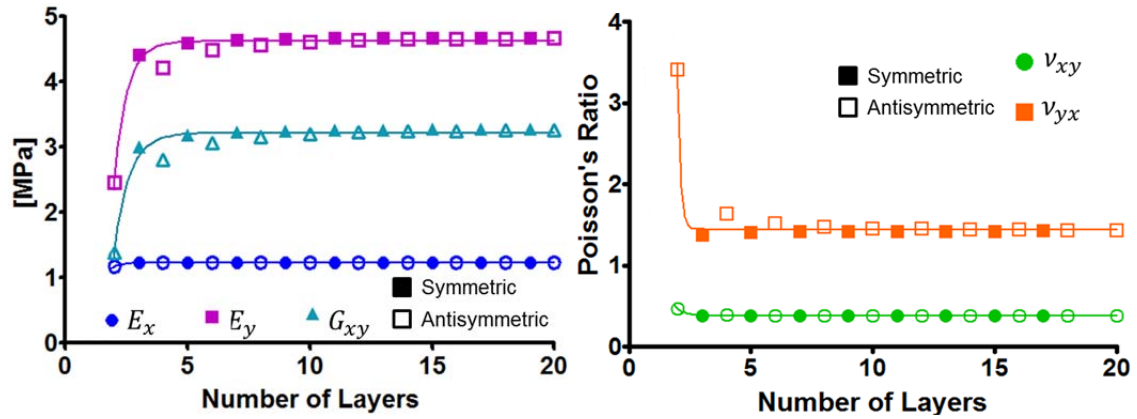 5
4
3
2
1
0
[MPa]
0 5 10 15 20
Number of Layers
E_x E_y G_xy
Symmetric
Antisymmetric
4
3
2
1
0
Poisson's Ratio
0 5 10 15 20
Number of Layers
Symmetric
Antisymmetric
ν_xy
ν_yx